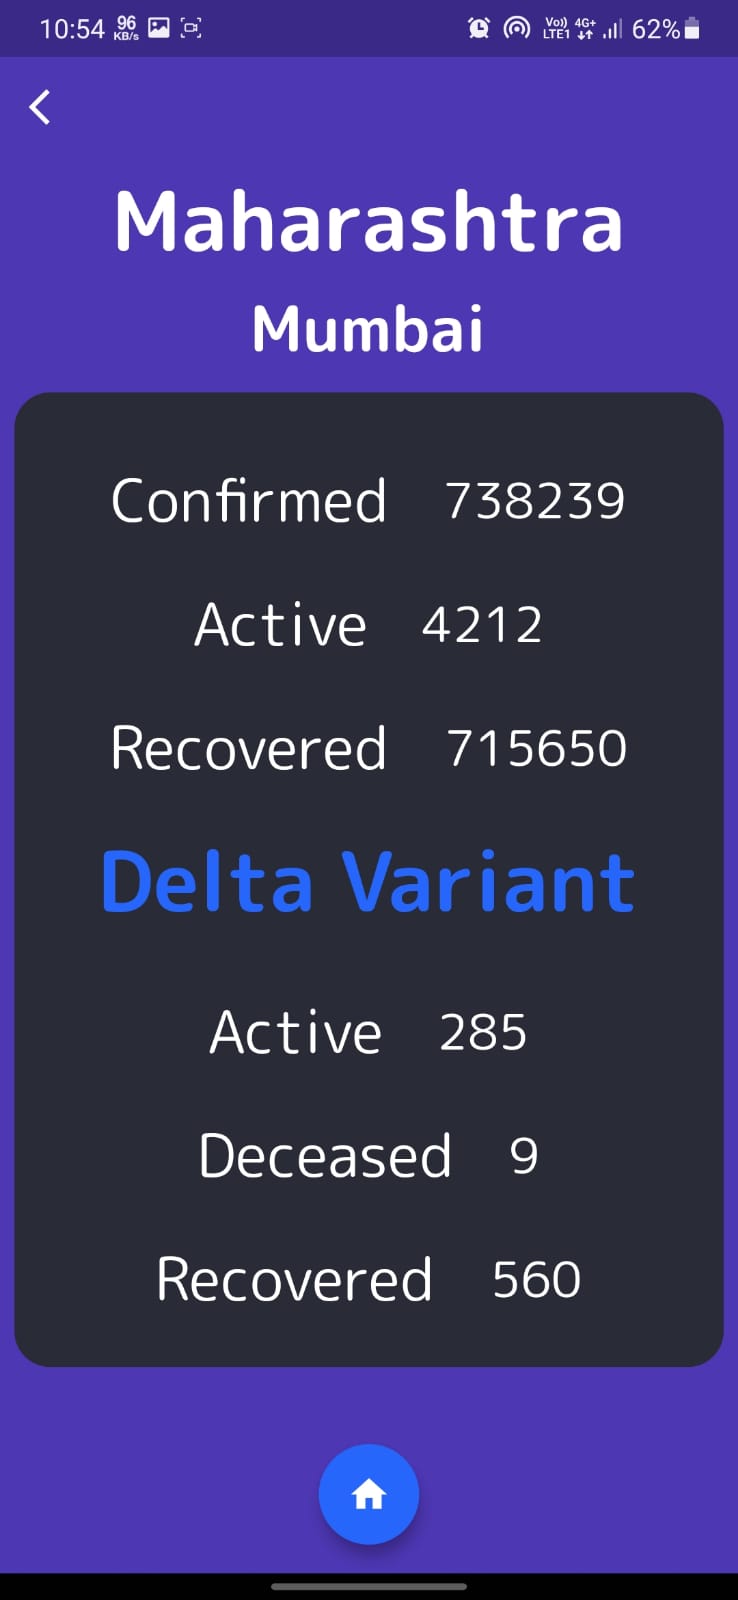 10:54 96 KB/s Vo)) LTE1 4G+ 62%
Maharashtra
Mumbai
Confirmed 738239
Active 4212
Recovered 715650
Delta Variant
Active 285
Deceased 9
Recovered 560